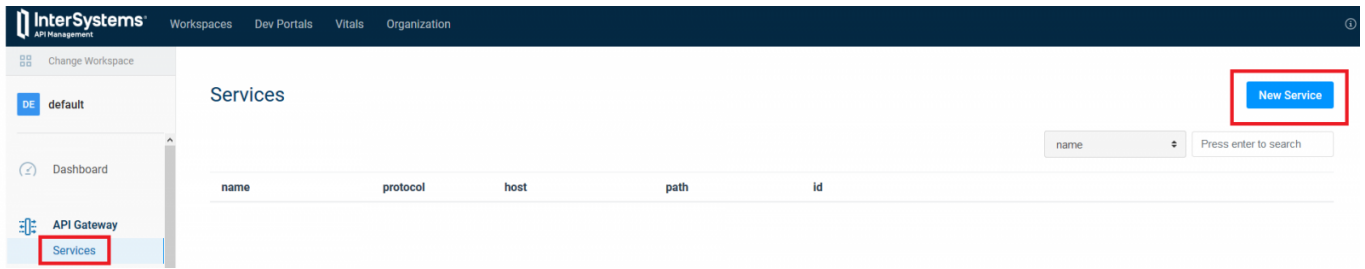 InterSystems®
API Management
Workspaces Dev Portals Vitals Organization
Change Workspace
DE default
Services
New Service
name Press enter to search
Dashboard
name protocol host path id
API Gateway
Services